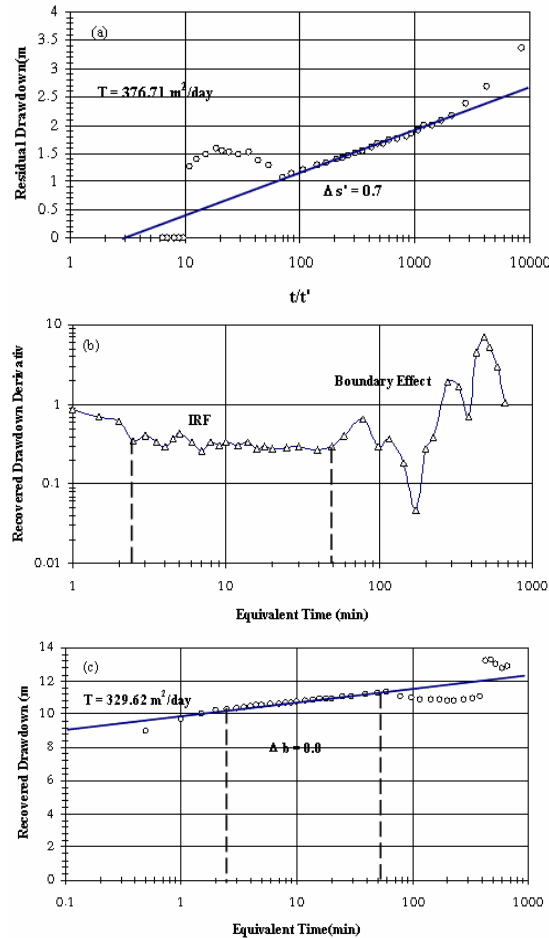 (a)
4
3.5
3
2.5
2
1.5
1
0.5
0
Residual Drawdown(m
T = 376.71 m²/day
Δ s' = 0.7
1
10
100
1000
10000
t/t'
(b)
10
1
0.1
0.01
Recovered Drawdown Derivativ
IRF
Boundary Effect
1
10
100
1000
Equivalent Time (min)
(c)
14
12
10
8
6
4
2
0
Recovered Drawdown (m
T = 329.62 m²/day
0.1
1
10
100
1000
Equivalent Time(min)